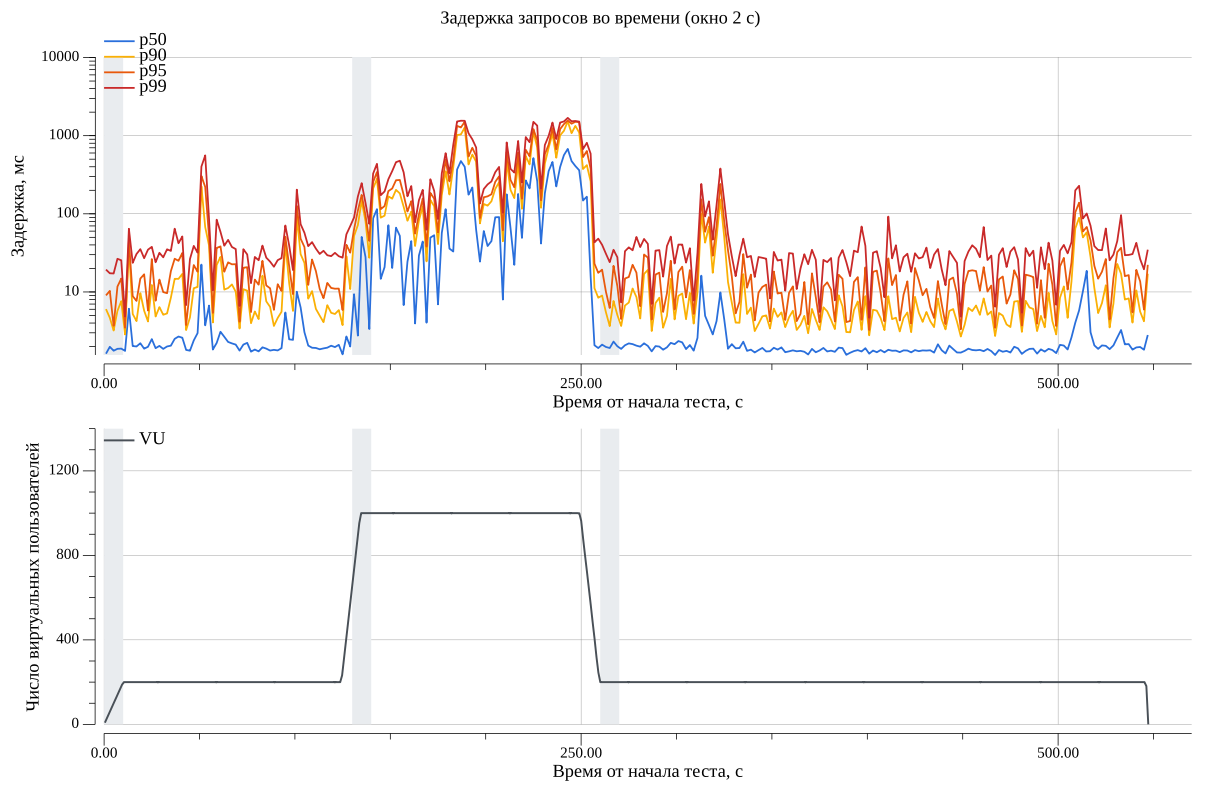 Задержка запросов во времени (окно 2 с)
p50
p90
p95
p99
10000
1000
100
10
Задержка, мс
0.00
250.00
500.00
Время от начала теста, с
VU
1200
800
400
0
Число виртуальных пользователей
0.00
250.00
500.00
Время от начала теста, с